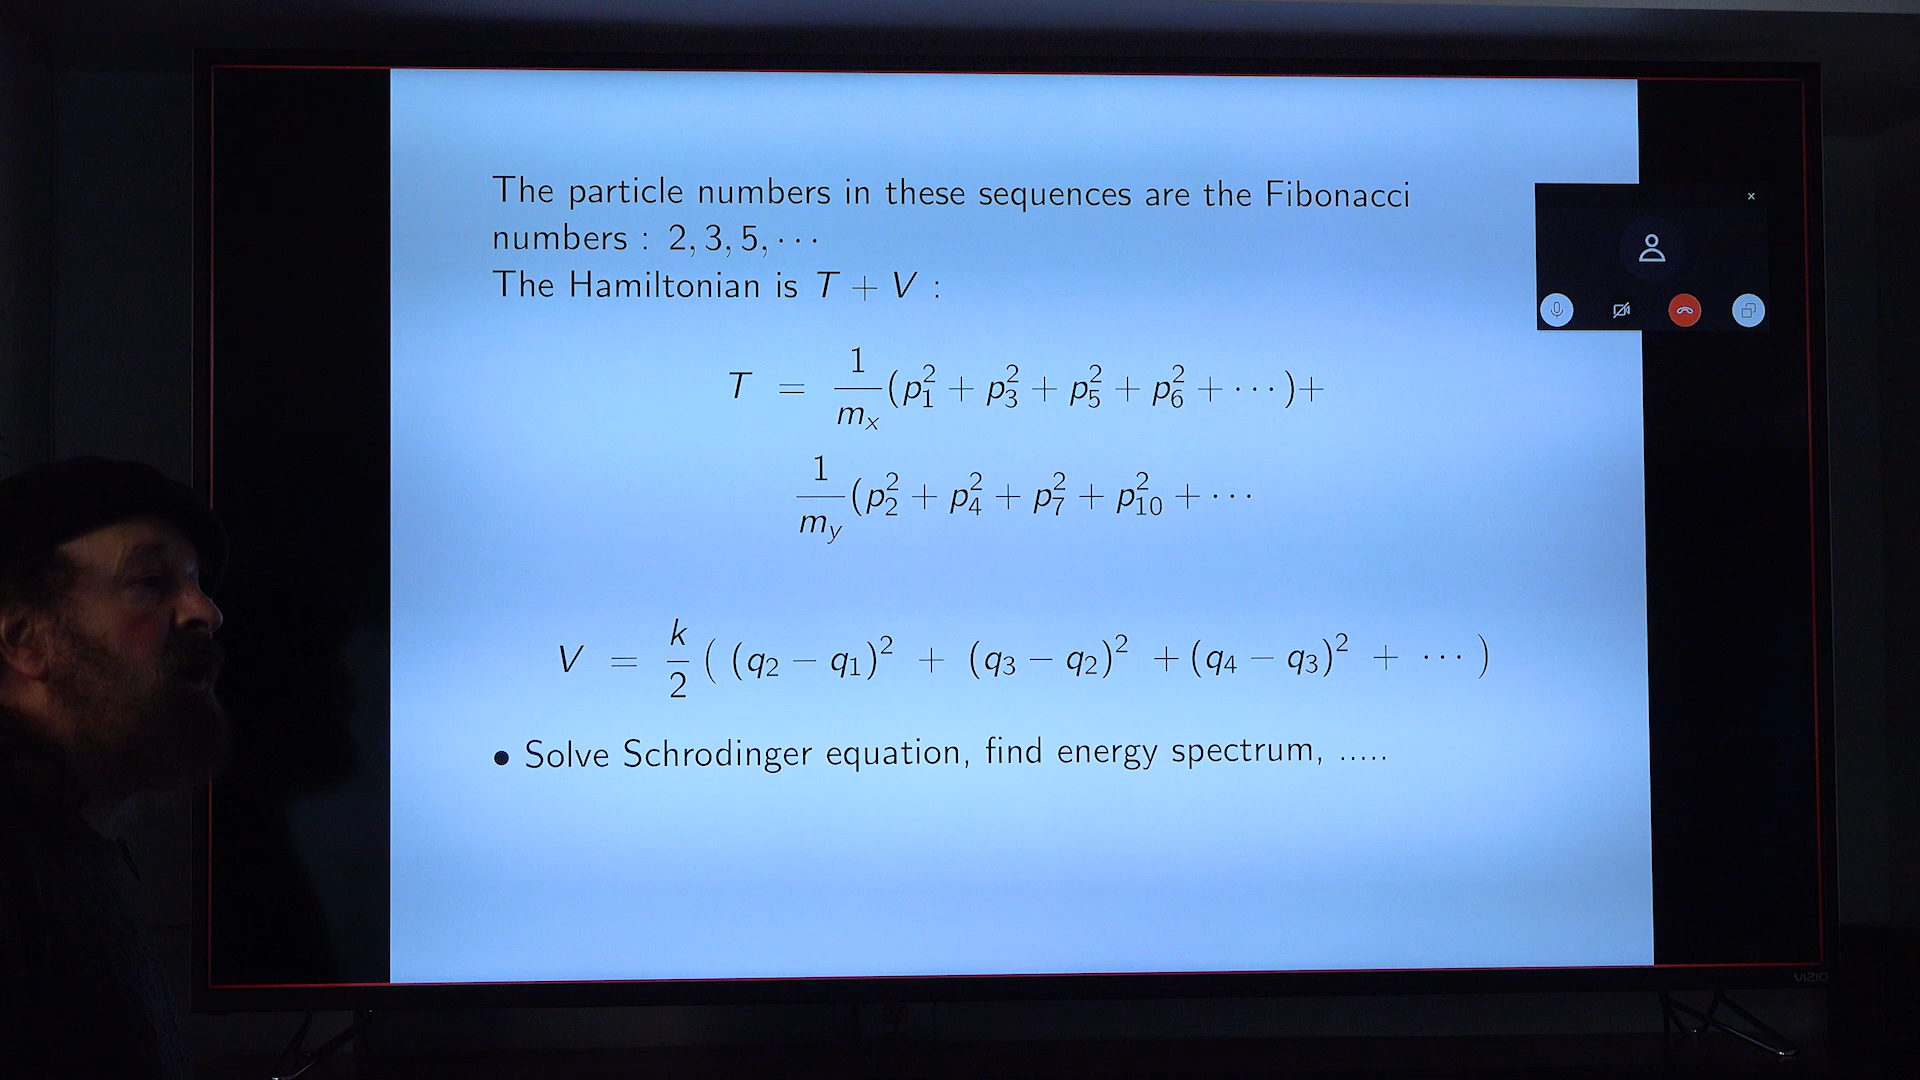 The particle numbers in these sequences are the Fibonacci
numbers : 2, 3, 5, ⋯
The Hamiltonian is T + V :
T = 1/m_x (p_1^2 + p_3^2 + p_5^2 + p_6^2 + ⋯ )+
1/m_y (p_2^2 + p_4^2 + p_7^2 + p_10^2 + ⋯
V = k/2 ( (q_2 − q_1)^2 + (q_3 − q_2)^2 + (q_4 − q_3)^2 + ⋯ )
• Solve Schrodinger equation, find energy spectrum, .....
VIZIO